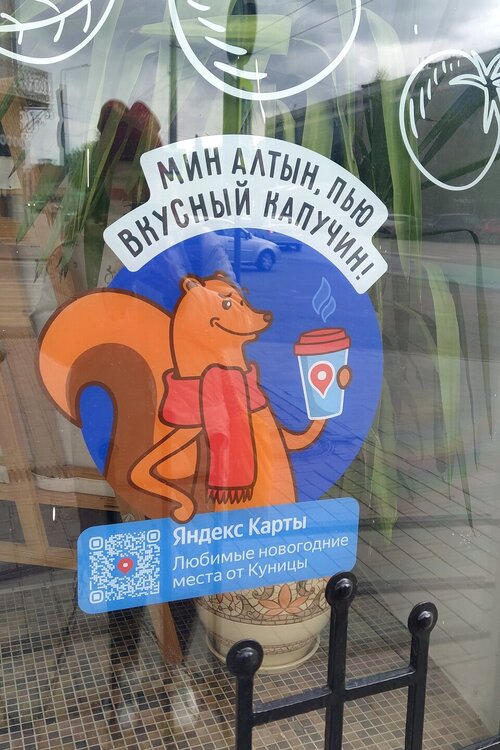 МИН АЛТЫН, ПЬЮ
ВКУСНЫЙ КАПУЧИН!
Яндекс Карты
Любимые новогодние
места от Куницы